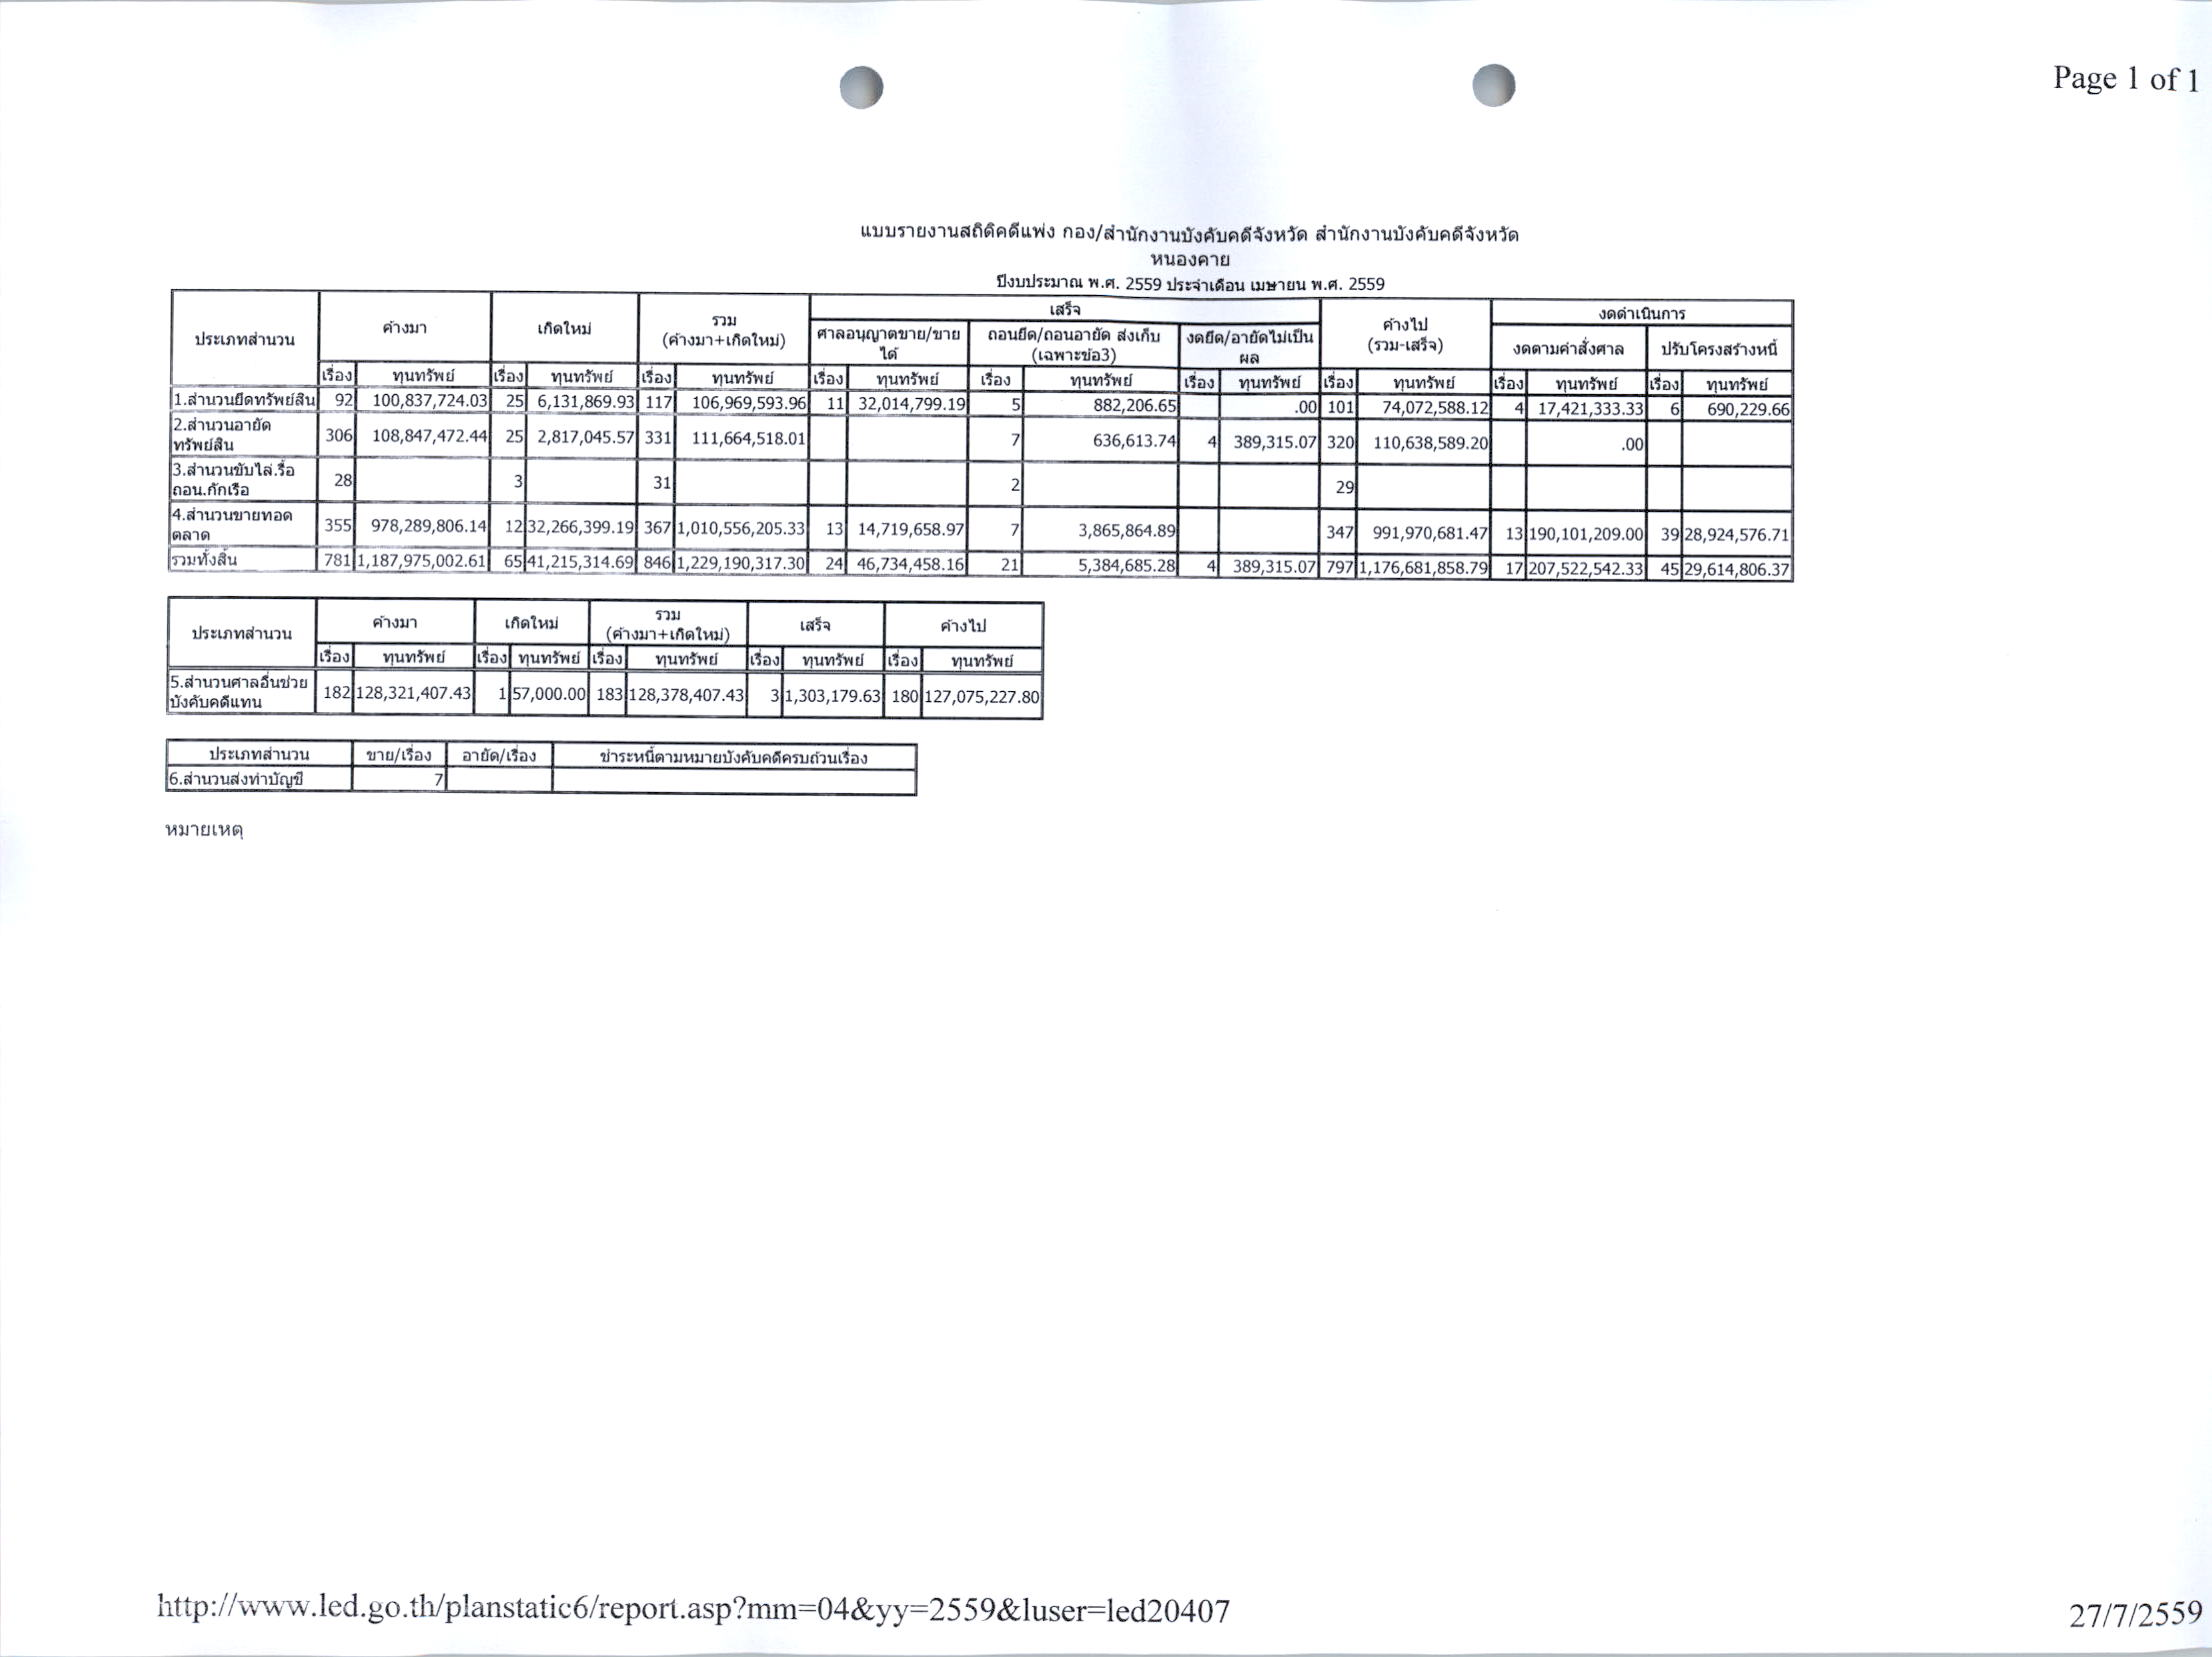 Page 1 of 1
แบบรายงานสถิติคดีแพ่ง กอง/สำนักงานบังคับคดีจังหวัด สำนักงานบังคับคดีจังหวัด
หนองคาย
ปีงบประมาณ พ.ศ. 2559 ประจำเดือน เมษายน พ.ศ. 2559
ประเภทสำนวน ค้างมา เกิดใหม่ รวม (ค้างมา+เกิดใหม่) เสร็จ ค้างไป (รวม-เสร็จ) งดดำเนินการ
ศาลอนุญาตขาย/ขายได้ ถอนยึด/ถอนอายัด ส่งเก็บ (เฉพาะข้อ3) งดยึด/อายัดไม่เป็นผล งดตามคำสั่งศาล ปรับโครงสร้างหนี้
เรื่อง ทุนทรัพย์ เรื่อง ทุนทรัพย์ เรื่อง ทุนทรัพย์ เรื่อง ทุนทรัพย์ เรื่อง ทุนทรัพย์ เรื่อง ทุนทรัพย์ เรื่อง ทุนทรัพย์ เรื่อง ทุนทรัพย์ เรื่อง ทุนทรัพย์
1.สำนวนยึดทรัพย์สิน 92 100,837,724.03 25 6,131,869.93 117 106,969,593.96 11 32,014,799.19 5 882,206.65 .00 101 74,072,588.12 4 17,421,333.33 6 690,229.66
2.สำนวนอายัดทรัพย์สิน 306 108,847,472.44 25 2,817,045.57 331 111,664,518.01 7 636,613.74 4 389,315.07 320 110,638,589.20 .00
3.สำนวนขับไล่.รื้อถอน.กักเรือ 28 3 31 2 29
4.สำนวนขายทอดตลาด 355 978,289,806.14 12 32,266,399.19 367 1,010,556,205.33 13 14,719,658.97 7 3,865,864.89 347 991,970,681.47 13 190,101,209.00 39 28,924,576.71
รวมทั้งสิ้น 781 1,187,975,002.61 65 41,215,314.69 846 1,229,190,317.30 24 46,734,458.16 21 5,384,685.28 4 389,315.07 797 1,176,681,858.79 17 207,522,542.33 45 29,614,806.37
ประเภทสำนวน ค้างมา เกิดใหม่ รวม (ค้างมา+เกิดใหม่) เสร็จ ค้างไป
เรื่อง ทุนทรัพย์ เรื่อง ทุนทรัพย์ เรื่อง ทุนทรัพย์ เรื่อง ทุนทรัพย์ เรื่อง ทุนทรัพย์
5.สำนวนศาลอื่นช่วยบังคับคดีแทน 182 128,321,407.43 1 57,000.00 183 128,378,407.43 3 1,303,179.63 180 127,075,227.80
ประเภทสำนวน ขาย/เรื่อง อายัด/เรื่อง ชำระหนี้ตามหมายบังคับคดีครบถ้วนเรื่อง
6.สำนวนส่งทำบัญชี 7
หมายเหตุ
http://www.led.go.th/planstatic6/report.asp?mm=04&yy=2559&luser=led20407
27/7/2559